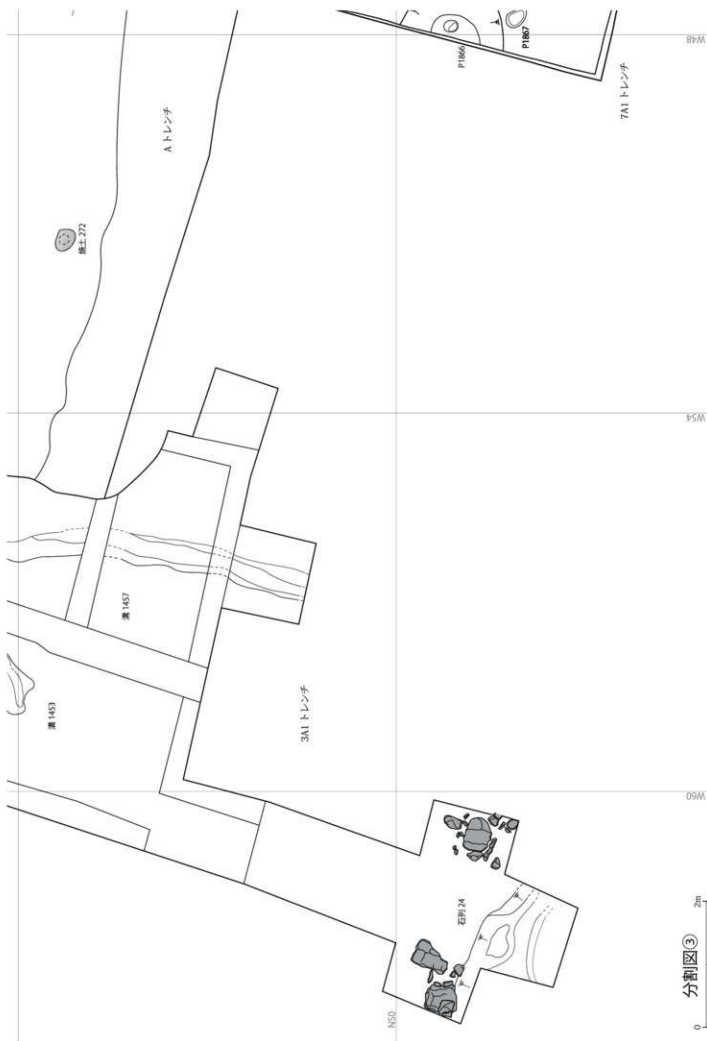 W48
P1866
P1867
7A1 トレンチ
A トレンチ
焼土 272
W54
溝 1457
溝 1453
3A1 トレンチ
W60
石列 24
N50
分割図③
0
2m